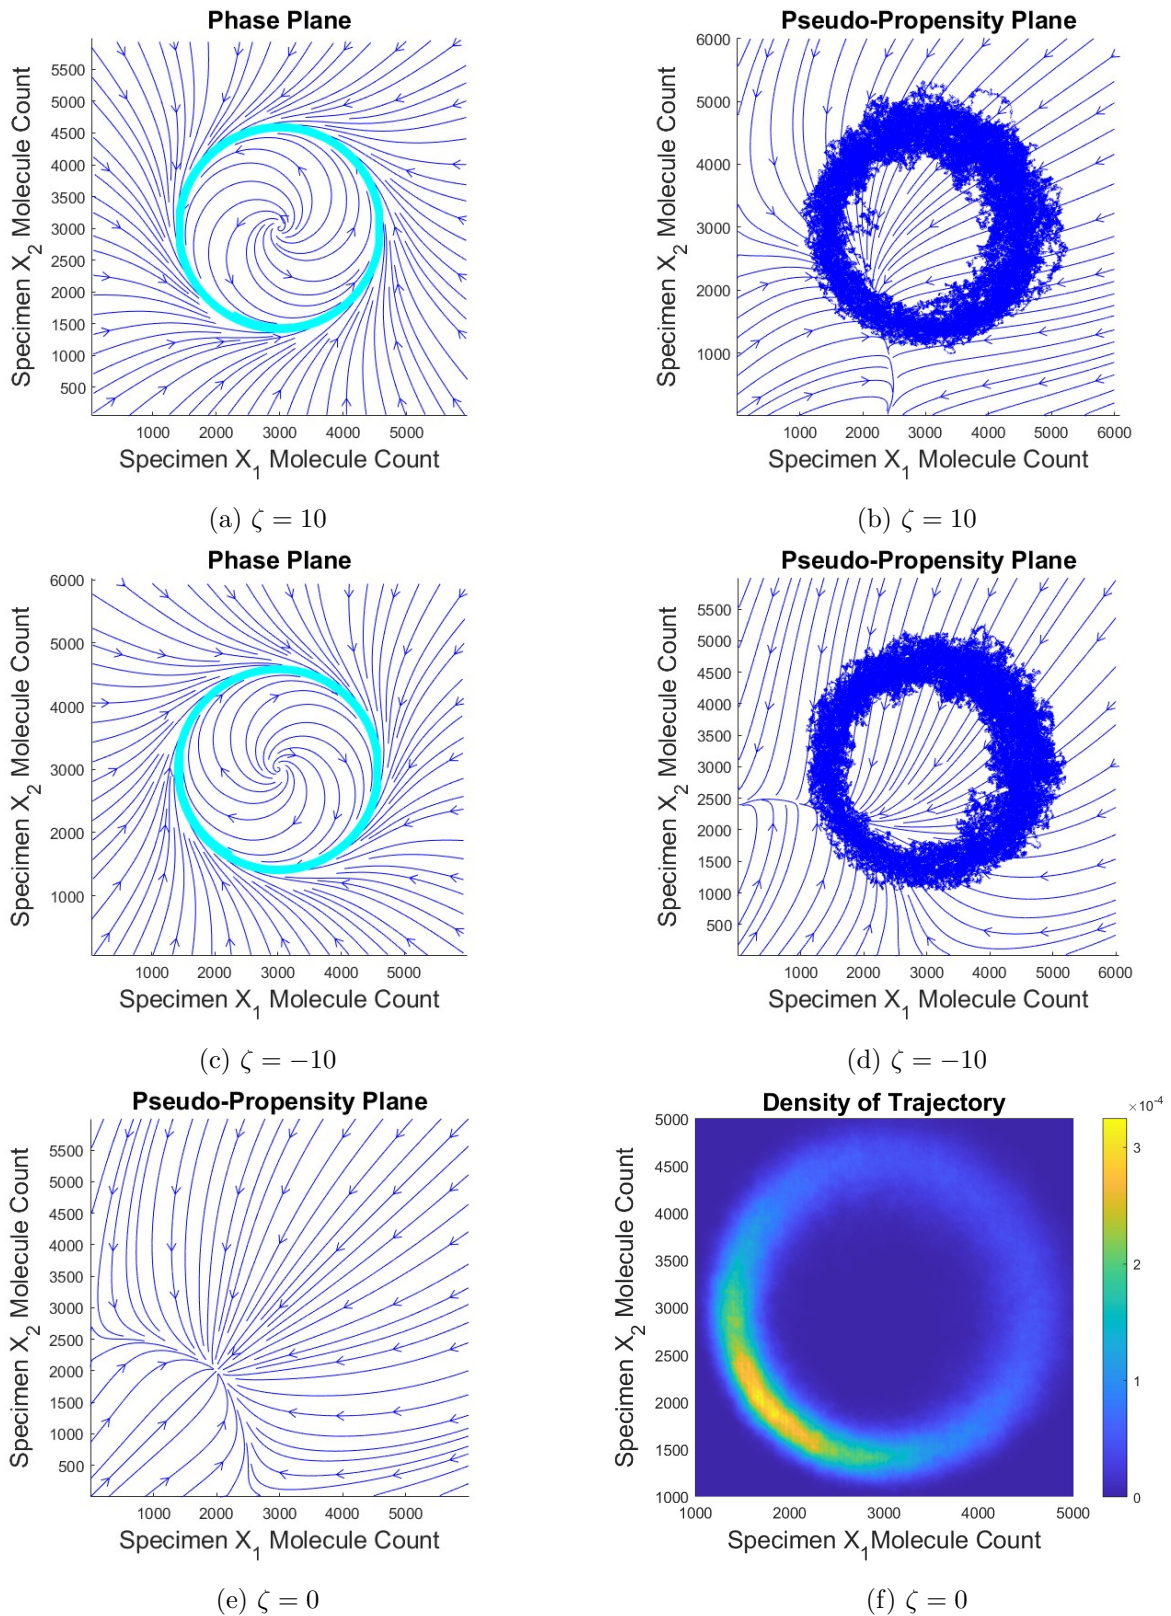 Phase Plane
Specimen X2 Molecule Count
5500
5000
4500
4000
3500
3000
2500
2000
1500
1000
500
1000 2000 3000 4000 5000
Specimen X1 Molecule Count
(a) ζ = 10
Pseudo-Propensity Plane
Specimen X2 Molecule Count
6000
5000
4000
3000
2000
1000
1000 2000 3000 4000 5000 6000
Specimen X1 Molecule Count
(b) ζ = 10
Phase Plane
Specimen X2 Molecule Count
6000
5000
4000
3000
2000
1000
1000 2000 3000 4000 5000
Specimen X1 Molecule Count
(c) ζ = −10
Pseudo-Propensity Plane
Specimen X2 Molecule Count
5500
5000
4500
4000
3500
3000
2500
2000
1500
1000
500
1000 2000 3000 4000 5000 6000
Specimen X1 Molecule Count
(d) ζ = −10
Pseudo-Propensity Plane
Specimen X2 Molecule Count
5500
5000
4500
4000
3500
3000
2500
2000
1500
1000
500
1000 2000 3000 4000 5000
Specimen X1 Molecule Count
(e) ζ = 0
Density of Trajectory
Specimen X2 Molecule Count
5000
4500
4000
3500
3000
2500
2000
1500
1000
1000 2000 3000 4000 5000
Specimen X1Molecule Count
×10-4
3
2
1
0
(f) ζ = 0